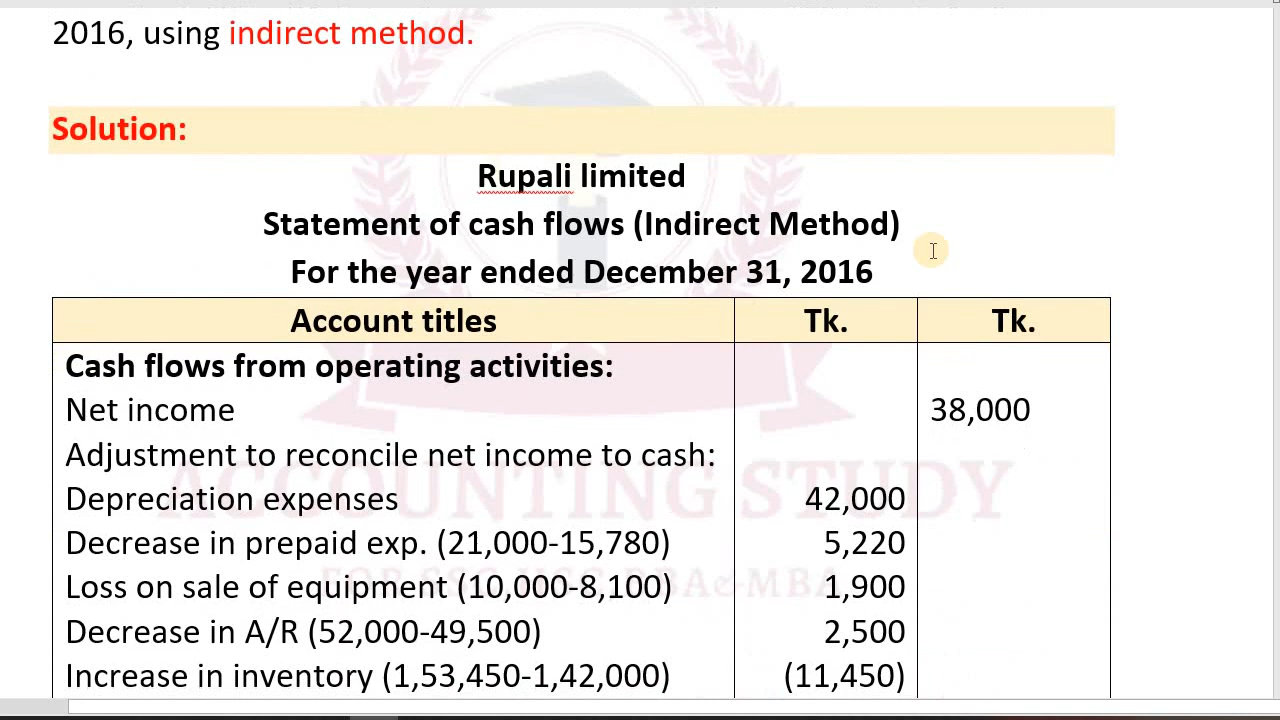 2016, using indirect method.
Solution:
Rupali limited
Statement of cash flows (Indirect Method)
For the year ended December 31, 2016
Account titles Tk. Tk.
Cash flows from operating activities:
Net income 38,000
Adjustment to reconcile net income to cash:
Depreciation expenses 42,000
Decrease in prepaid exp. (21,000-15,780) 5,220
Loss on sale of equipment (10,000-8,100) 1,900
Decrease in A/R (52,000-49,500) 2,500
Increase in inventory (1,53,450-1,42,000) (11,450)
ACCOUNTING STUDY